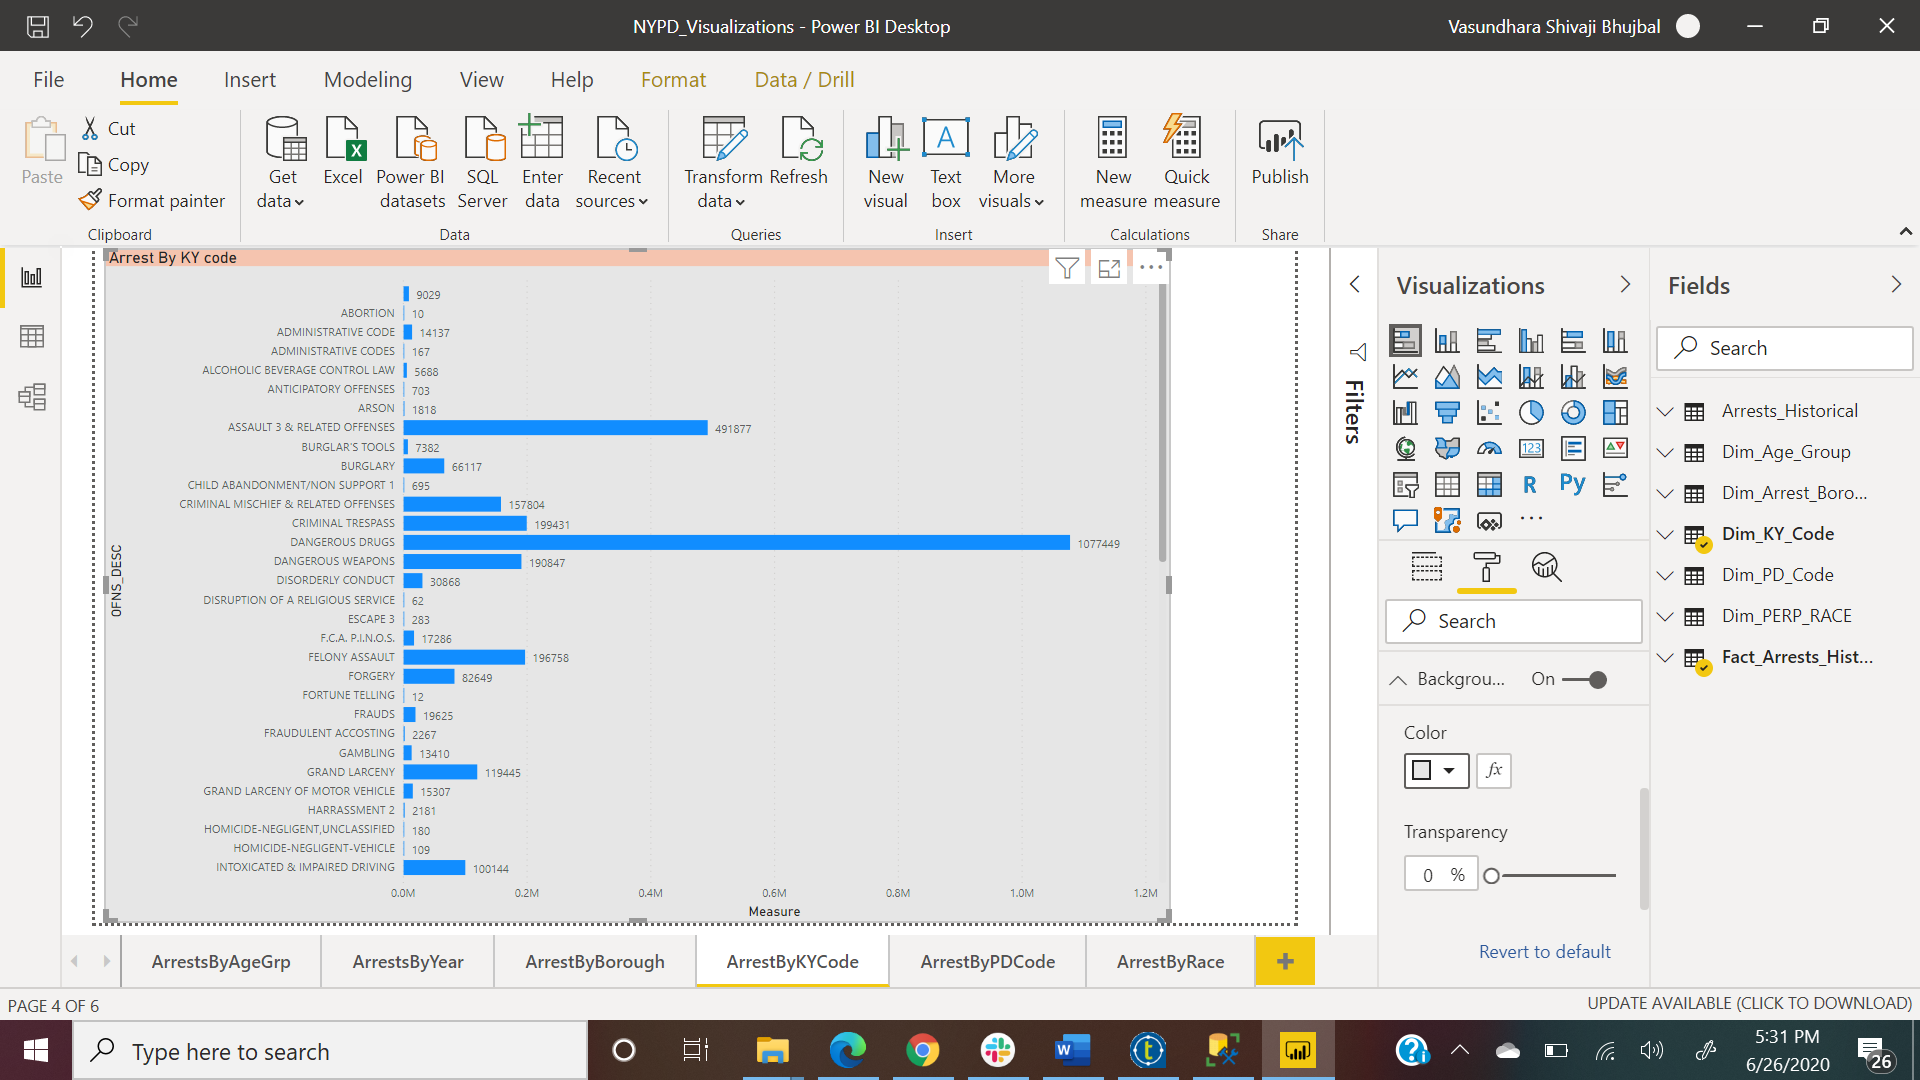 NYPD_Visualizations - Power BI Desktop
Vasundhara Shivaji Bhujbal
File Home Insert Modeling View Help Format Data / Drill
Paste
Cut
Copy
Format painter
Clipboard
Get data
Excel
Power BI datasets
SQL Server
Enter data
Recent sources
Data
Transform data
Refresh
Queries
New visual
A
Text box
More visuals
Insert
New measure
Quick measure
Calculations
Publish
Share
Arrest By KY code
OFNS_DESC
9029
ABORTION 10
ADMINISTRATIVE CODE 14137
ADMINISTRATIVE CODES 167
ALCOHOLIC BEVERAGE CONTROL LAW 5688
ANTICIPATORY OFFENSES 703
ARSON 1818
ASSAULT 3 & RELATED OFFENSES 491877
BURGLAR'S TOOLS 7382
BURGLARY 66117
CHILD ABANDONMENT/NON SUPPORT 1 695
CRIMINAL MISCHIEF & RELATED OFFENSES 157804
CRIMINAL TRESPASS 199431
DANGEROUS DRUGS 1077449
DANGEROUS WEAPONS 190847
DISORDERLY CONDUCT 30868
DISRUPTION OF A RELIGIOUS SERVICE 62
ESCAPE 3 283
F.C.A. P.I.N.O.S. 17286
FELONY ASSAULT 196758
FORGERY 82649
FORTUNE TELLING 12
FRAUDS 19625
FRAUDULENT ACCOSTING 2267
GAMBLING 13410
GRAND LARCENY 119445
GRAND LARCENY OF MOTOR VEHICLE 15307
HARRASSMENT 2 2181
HOMICIDE-NEGLIGENT,UNCLASSIFIED 180
HOMICIDE-NEGLIGENT-VEHICLE 109
INTOXICATED & IMPAIRED DRIVING 100144
0.0M 0.2M 0.4M 0.6M 0.8M 1.0M 1.2M
Measure
Filters
Visualizations
123
R Py
Search
Backgrou... On
Color
fx
Transparency
0 %
Revert to default
Fields
Search
Arrests_Historical
Dim_Age_Group
Dim_Arrest_Boro...
Dim_KY_Code
Dim_PD_Code
Dim_PERP_RACE
Fact_Arrests_Hist...
ArrestsByAgeGrp ArrestsByYear ArrestByBorough ArrestByKYCode ArrestByPDCode ArrestByRace +
PAGE 4 OF 6
UPDATE AVAILABLE (CLICK TO DOWNLOAD)
Type here to search
5:31 PM
6/26/2020
26